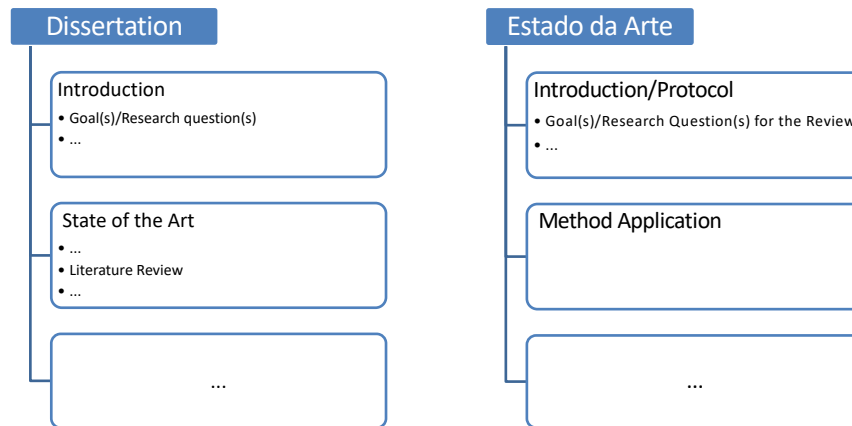 Dissertation
Introduction
• Goal(s)/Research question(s)
• ...
State of the Art
• ...
• Literature Review
• ...
...
Estado da Arte
Introduction/Protocol
• Goal(s)/Research Question(s) for the Review
• ...
Method Application
...